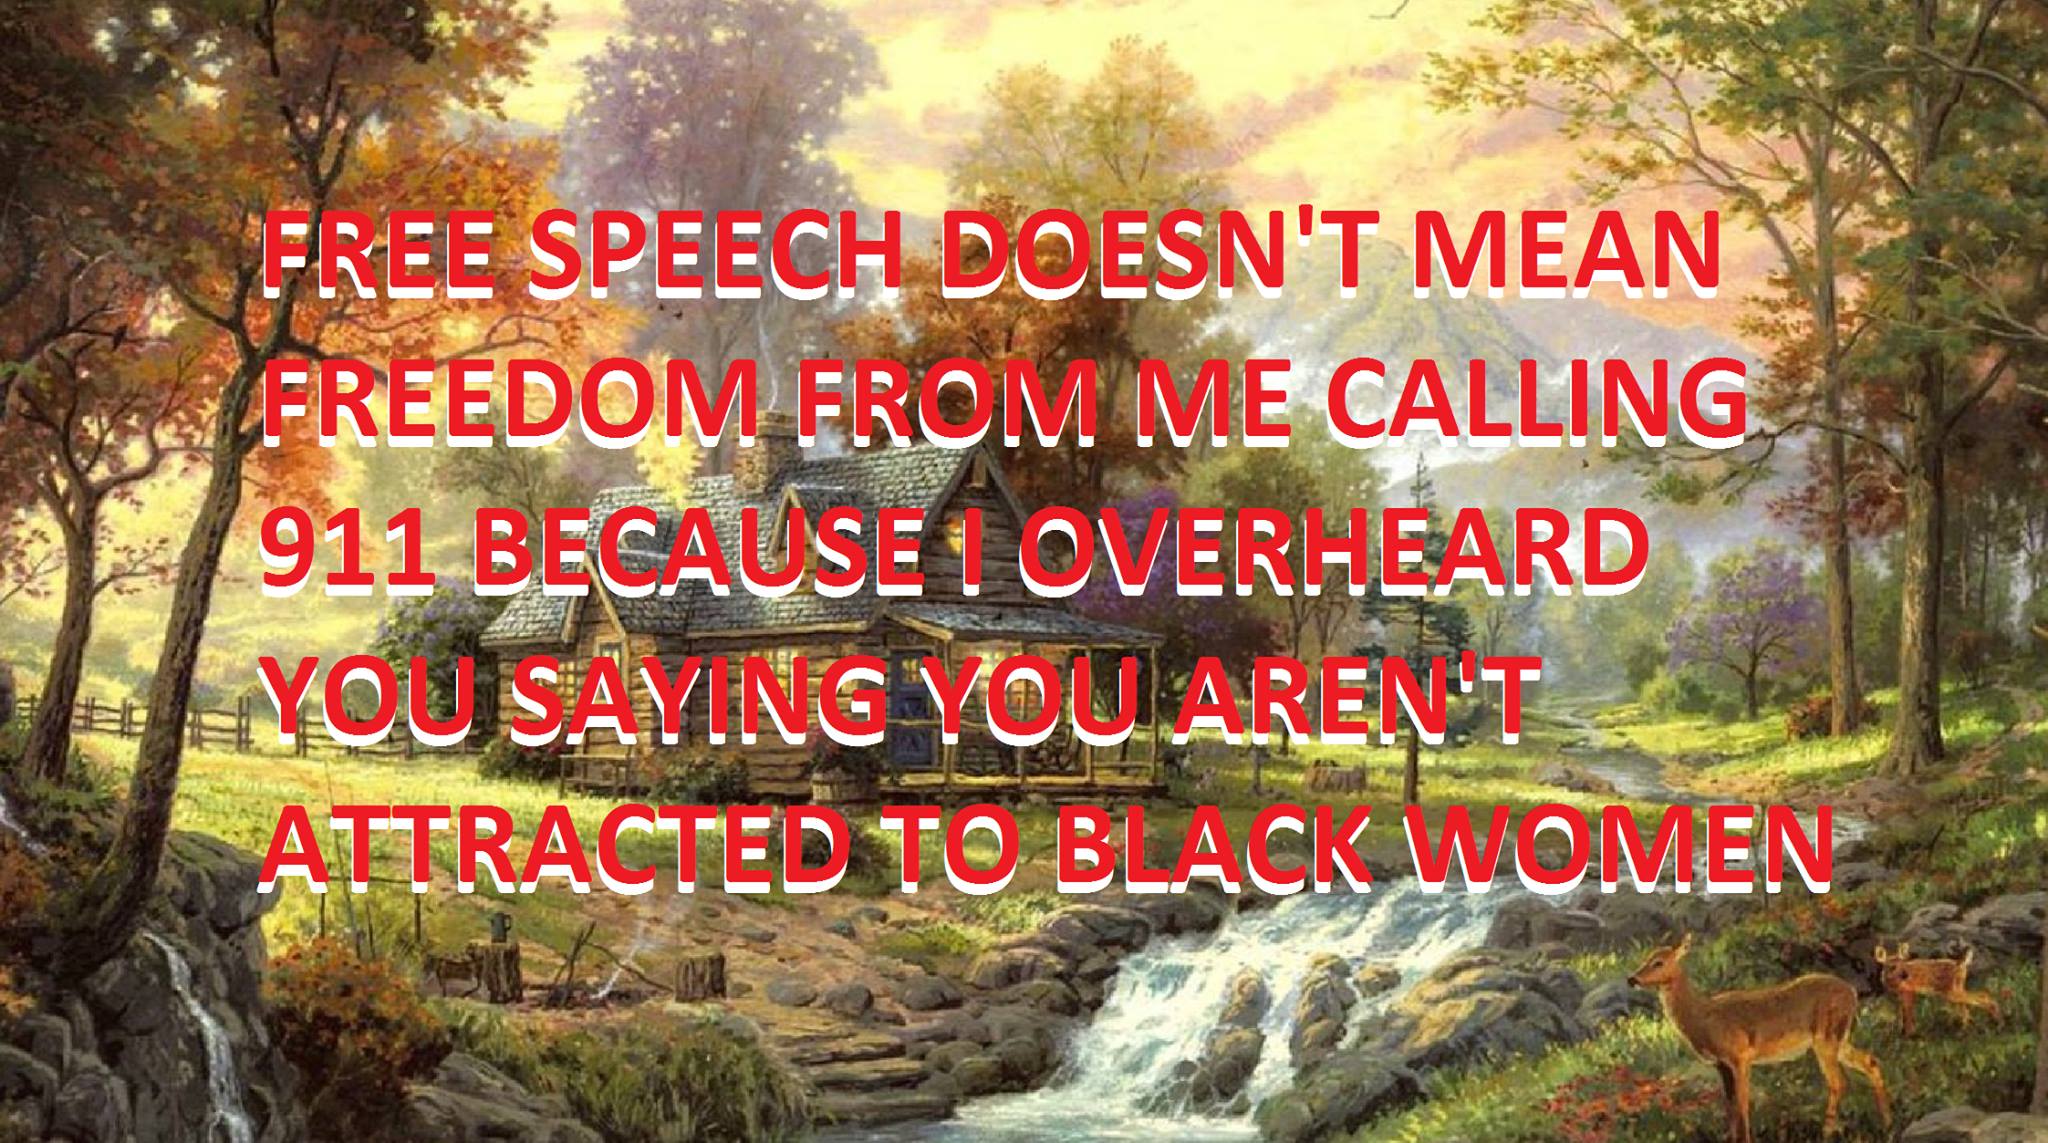 FREE SPEECH DOESN'T MEAN
FREEDOM FROM ME CALLING
911 BECAUSE I OVERHEARD
YOU SAYING YOU AREN'T
ATTRACTED TO BLACK WOMEN